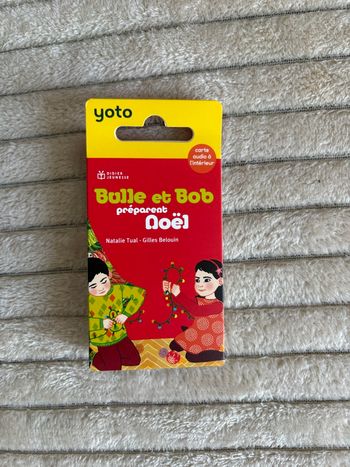 yoto
carte
audio à
l'intérieur
DIDIER
JEUNESSE
Bulle et Bob
préparent
Noël
Natalie Tual - Gilles Belouin